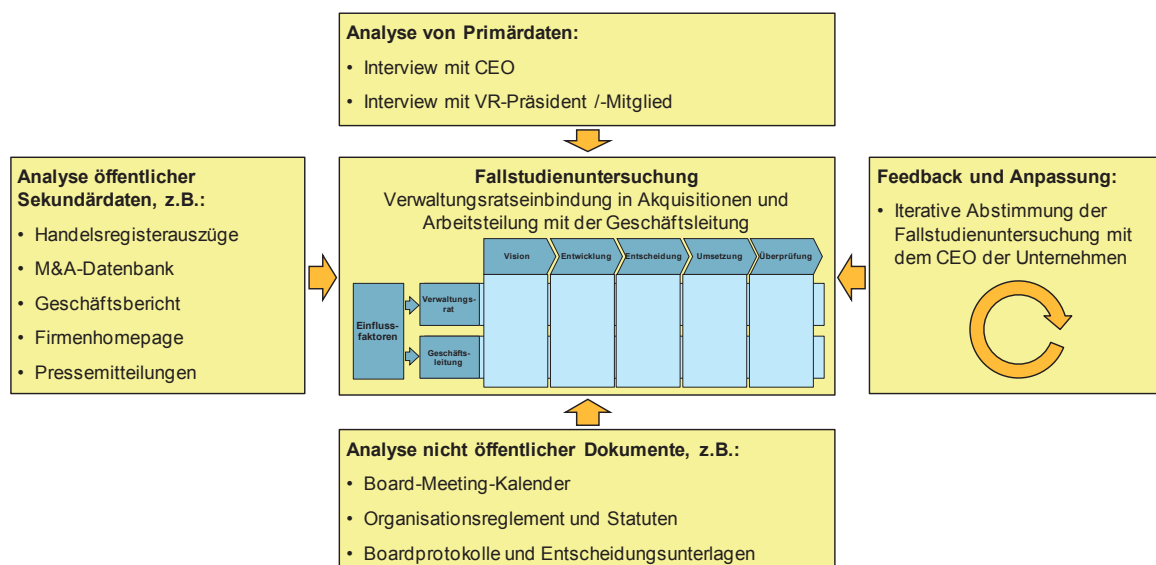 Analyse von Primärdaten:
• Interview mit CEO
• Interview mit VR-Präsident /-Mitglied
Analyse öffentlicher
Sekundärdaten, z.B.:
• Handelsregisterauszüge
• M&A-Datenbank
• Geschäftsbericht
• Firmenhomepage
• Pressemitteilungen
Fallstudienuntersuchung
Verwaltungsratseinbindung in Akquisitionen und
Arbeitsteilung mit der Geschäftsleitung
Vision
Entwicklung
Entscheidung
Umsetzung
Überprüfung
Einfluss-
faktoren
Verwaltungs-
rat
Geschäfts-
leitung
Feedback und Anpassung:
• Iterative Abstimmung der
Fallstudienuntersuchung mit
dem CEO der Unternehmen
Analyse nicht öffentlicher Dokumente, z.B.:
• Board-Meeting-Kalender
• Organisationsreglement und Statuten
• Boardprotokolle und Entscheidungsunterlagen